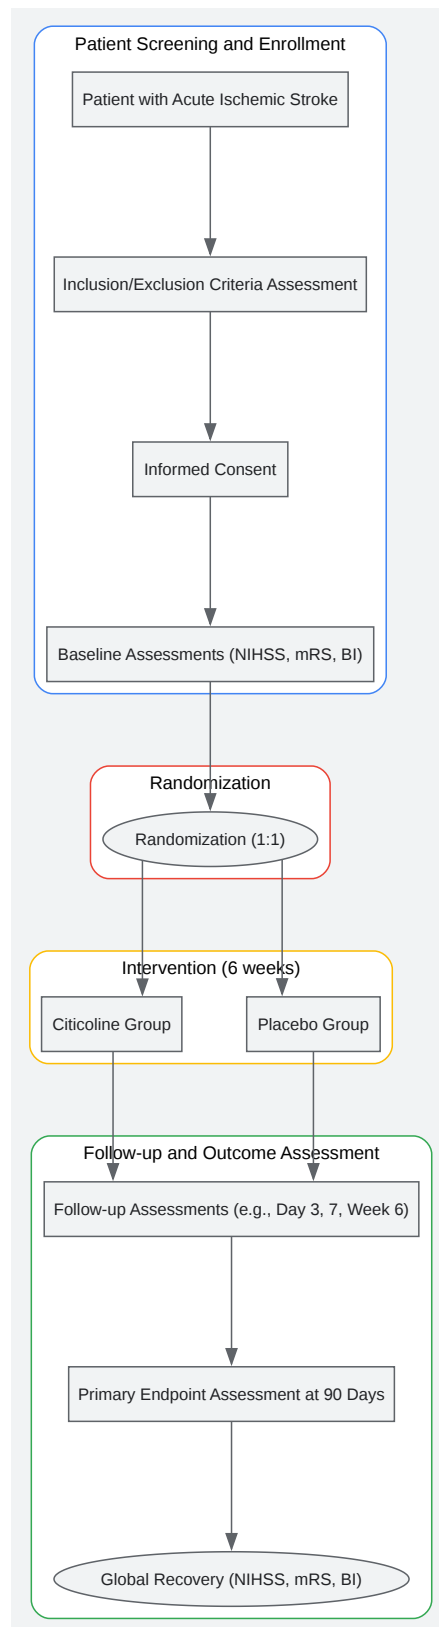 Patient Screening and Enrollment
Patient with Acute Ischemic Stroke
Inclusion/Exclusion Criteria Assessment
Informed Consent
Baseline Assessments (NIHSS, mRS, BI)
Randomization
Randomization (1:1)
Intervention (6 weeks)
Citicoline Group
Placebo Group
Follow-up and Outcome Assessment
Follow-up Assessments (e.g., Day 3, 7, Week 6)
Primary Endpoint Assessment at 90 Days
Global Recovery (NIHSS, mRS, BI)